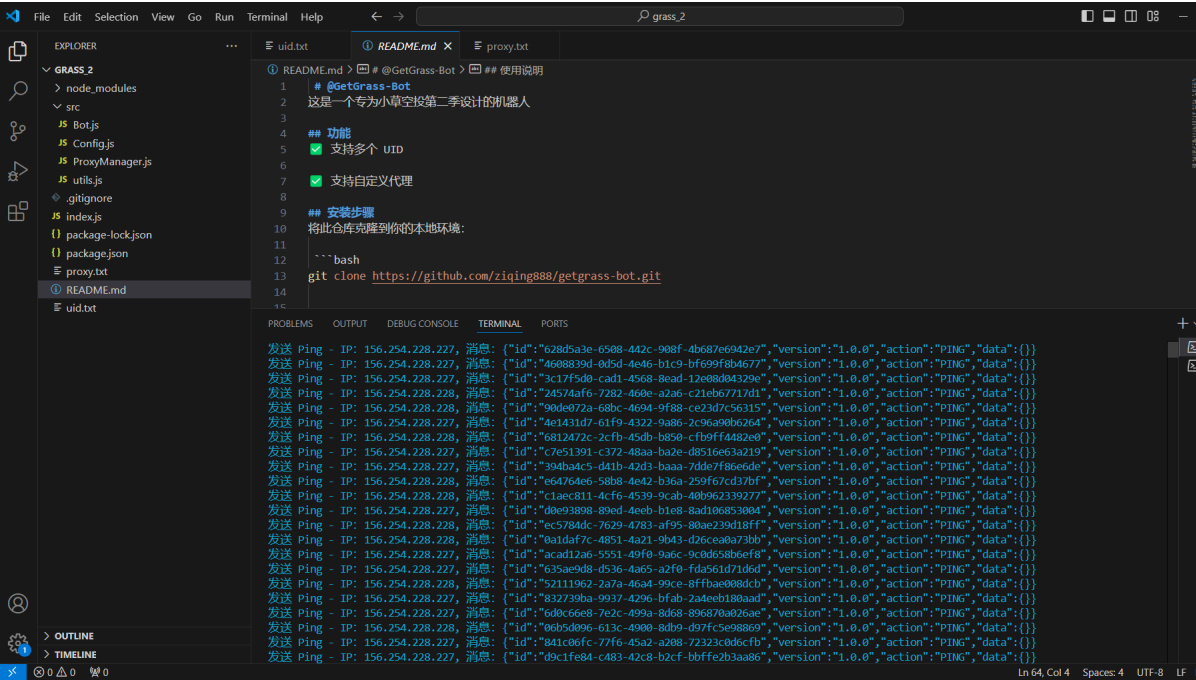 File Edit Selection View Go Run Terminal Help
grass_2
EXPLORER
GRASS_2
node_modules
src
JS Bot.js
JS Config.js
JS ProxyManager.js
JS utils.js
.gitignore
JS index.js
{} package-lock.json
{} package.json
proxy.txt
README.md
uid.txt
OUTLINE
TIMELINE
uid.txt README.md proxy.txt
README.md > # @GetGrass-Bot > ## 使用说明
1 # @GetGrass-Bot
2 这是一个专为小草空投第二季设计的机器人
3
4 ## 功能
5 ✅ 支持多个 UID
6
7 ✅ 支持自定义代理
8
9 ## 安装步骤
10 将此仓库克隆到你的本地环境:
11
12 ```bash
13 git clone https://github.com/ziqing888/getgrass-bot.git
14
15
PROBLEMS OUTPUT DEBUG CONSOLE TERMINAL PORTS
发送 Ping - IP: 156.254.228.227, 消息: {"id":"628d5a3e-6508-442c-908f-4b687e6942e7","version":"1.0.0","action":"PING","data":{}}
发送 Ping - IP: 156.254.228.227, 消息: {"id":"4608839d-0d5d-4e46-b1c9-bf699f8b4677","version":"1.0.0","action":"PING","data":{}}
发送 Ping - IP: 156.254.228.227, 消息: {"id":"3c17f5d0-cad1-4568-8ead-12e08d04329e","version":"1.0.0","action":"PING","data":{}}
发送 Ping - IP: 156.254.228.228, 消息: {"id":"24574af6-7282-460e-a2a6-c21eb67717d1","version":"1.0.0","action":"PING","data":{}}
发送 Ping - IP: 156.254.228.228, 消息: {"id":"90de072a-68bc-4694-9f88-ce23d7c56315","version":"1.0.0","action":"PING","data":{}}
发送 Ping - IP: 156.254.228.227, 消息: {"id":"4e1431d7-61f9-4322-9a86-2c96a90b6264","version":"1.0.0","action":"PING","data":{}}
发送 Ping - IP: 156.254.228.228, 消息: {"id":"6812472c-2cfb-45db-b850-cfb9ff4482e0","version":"1.0.0","action":"PING","data":{}}
发送 Ping - IP: 156.254.228.227, 消息: {"id":"c7e51391-c372-48aa-ba2e-d8516e63a219","version":"1.0.0","action":"PING","data":{}}
发送 Ping - IP: 156.254.228.227, 消息: {"id":"394ba4c5-d41b-42d3-baaa-7dde7f86e6de","version":"1.0.0","action":"PING","data":{}}
发送 Ping - IP: 156.254.228.228, 消息: {"id":"e64764e6-58b8-4e42-b36a-259f67cd37bf","version":"1.0.0","action":"PING","data":{}}
发送 Ping - IP: 156.254.228.228, 消息: {"id":"c1aec811-4cf6-4539-9cab-40b962339277","version":"1.0.0","action":"PING","data":{}}
发送 Ping - IP: 156.254.228.227, 消息: {"id":"d0e93898-89ed-4eeb-b1e8-8ad106853004","version":"1.0.0","action":"PING","data":{}}
发送 Ping - IP: 156.254.228.228, 消息: {"id":"ec5784dc-7629-4783-af95-80ae239d18ff","version":"1.0.0","action":"PING","data":{}}
发送 Ping - IP: 156.254.228.227, 消息: {"id":"0a1daf7c-4851-4a21-9b43-d26cea0a73bb","version":"1.0.0","action":"PING","data":{}}
发送 Ping - IP: 156.254.228.227, 消息: {"id":"acad12a6-5551-49f0-9a6c-9c0d658b6ef8","version":"1.0.0","action":"PING","data":{}}
发送 Ping - IP: 156.254.228.228, 消息: {"id":"635ae9d8-d536-4a65-a2f0-fda561d71d6d","version":"1.0.0","action":"PING","data":{}}
发送 Ping - IP: 156.254.228.228, 消息: {"id":"52111962-2a7a-46a4-99ce-8ffbae008dcb","version":"1.0.0","action":"PING","data":{}}
发送 Ping - IP: 156.254.228.227, 消息: {"id":"832739ba-9937-4296-bfab-2a4eeb180aad","version":"1.0.0","action":"PING","data":{}}
发送 Ping - IP: 156.254.228.228, 消息: {"id":"6d0c66e8-7e2c-499a-8d68-896870a026ae","version":"1.0.0","action":"PING","data":{}}
发送 Ping - IP: 156.254.228.227, 消息: {"id":"06b5d096-613c-4900-8db9-d97fc5e98869","version":"1.0.0","action":"PING","data":{}}
发送 Ping - IP: 156.254.228.228, 消息: {"id":"841c06fc-77f6-45a2-a208-72323c0d6cfb","version":"1.0.0","action":"PING","data":{}}
发送 Ping - IP: 156.254.228.227, 消息: {"id":"d9c1fe84-c483-42c8-b2cf-bbffe2b3aa86","version":"1.0.0","action":"PING","data":{}}
1
0 0 0
Ln 64, Col 4 Spaces: 4 UTF-8 LF